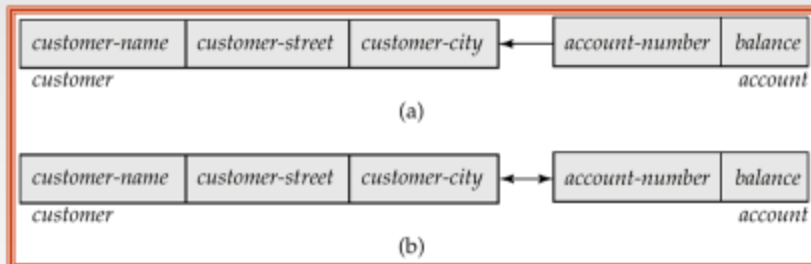 customer-name customer-street customer-city account-number balance
customer account
(a)
customer-name customer-street customer-city account-number balance
customer account
(b)